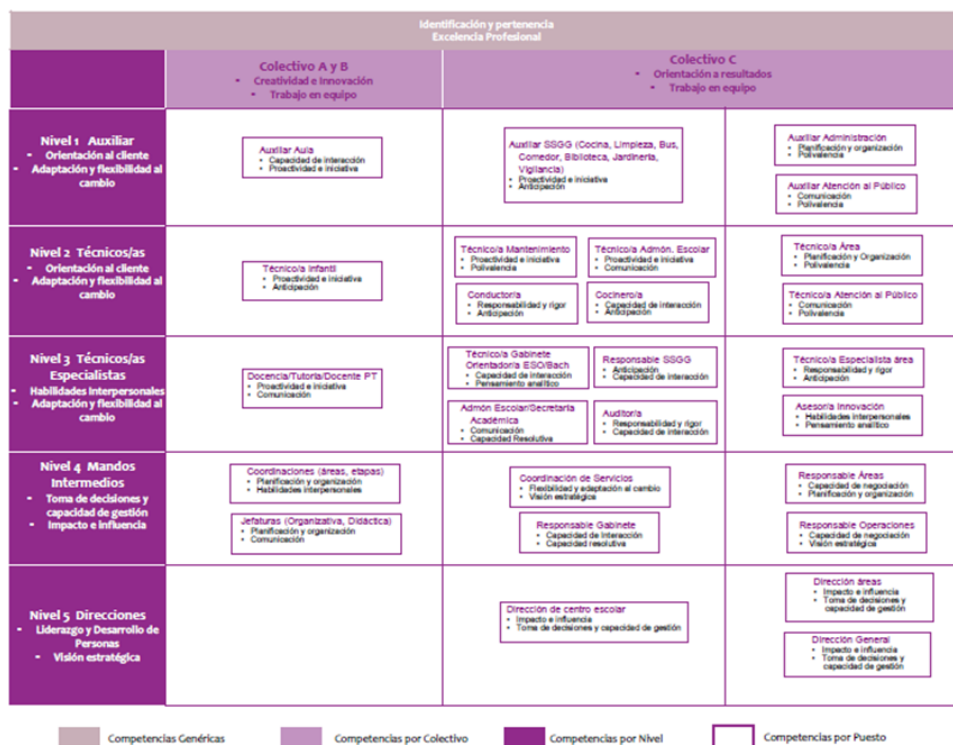 Identificación y pertenencia
Excelencia Profesional
Colectivo A y B
- Creatividad e Innovación
- Trabajo en equipo
Colectivo C
- Orientación a resultados
- Trabajo en equipo
Nivel 1 Auxiliar
- Orientación al cliente
- Adaptación y flexibilidad al
cambio
Auxiliar Aula
• Capacidad de interacción
• Proactividad e iniciativa
Auxiliar SSGG (Cocina, Limpieza, Bus,
Comedor, Biblioteca, Jardinería,
Vigilancia)
• Proactividad e iniciativa
• Anticipación
Auxiliar Administración
• Planificación y organización
• Polivalencia
Auxiliar Atención al Público
• Comunicación
• Polivalencia
Nivel 2 Técnicos/as
- Orientación al cliente
- Adaptación y flexibilidad al
cambio
Técnico/a Infantil
• Proactividad e iniciativa
• Anticipación
Técnico/a Mantenimiento
• Proactividad e iniciativa
• Polivalencia
Técnico/a Admón. Escolar
• Proactividad e iniciativa
• Comunicación
Conductor/a
• Responsabilidad y rigor
• Anticipación
Cocinero/a
• Capacidad de interacción
• Anticipación
Técnico/a Área
• Planificación y Organización
• Polivalencia
Técnico/a Atención al Público
• Comunicación
• Polivalencia
Nivel 3 Técnicos/as
Especialistas
- Habilidades Interpersonales
- Adaptación y flexibilidad al
cambio
Docencia/Tutoría/Docente PT
• Proactividad e iniciativa
• Comunicación
Técnico/a Gabinete
Orientador/a ESO/Bach
• Capacidad de interacción
• Pensamiento analítico
Responsable SSGG
• Anticipación
• Capacidad de interacción
Admón Escolar/Secretaría
Académica
• Comunicación
• Capacidad Resolutiva
Auditor/a
• Responsabilidad y rigor
• Capacidad de interacción
Técnico/a Especialista área
• Responsabilidad y rigor
• Anticipación
Asesor/a Innovación
• Habilidades interpersonales
• Pensamiento analítico
Nivel 4 Mandos
Intermedios
- Toma de decisiones y
capacidad de gestión
- Impacto e influencia
Coordinaciones (áreas, etapas)
• Planificación y organización
• Habilidades interpersonales
Jefaturas (Organizativa, Didáctica)
• Planificación y organización
• Comunicación
Coordinación de Servicios
• Flexibilidad y adaptación al cambio
• Visión estratégica
Responsable Gabinete
• Capacidad de Interacción
• Capacidad resolutiva
Responsable Áreas
• Capacidad de negociación
• Planificación y organización
Responsable Operaciones
• Capacidad de negociación
• Visión estratégica
Nivel 5 Direcciones
- Liderazgo y Desarrollo de
Personas
- Visión estratégica
Dirección de centro escolar
• Impacto e influencia
• Toma de decisiones y capacidad de gestión
Dirección áreas
• Impacto e influencia
• Toma de decisiones y
capacidad de gestión
Dirección General
• Impacto e influencia
• Toma de decisiones y
capacidad de gestión
Competencias Genéricas
Competencias por Colectivo
Competencias por Nivel
Competencias por Puesto